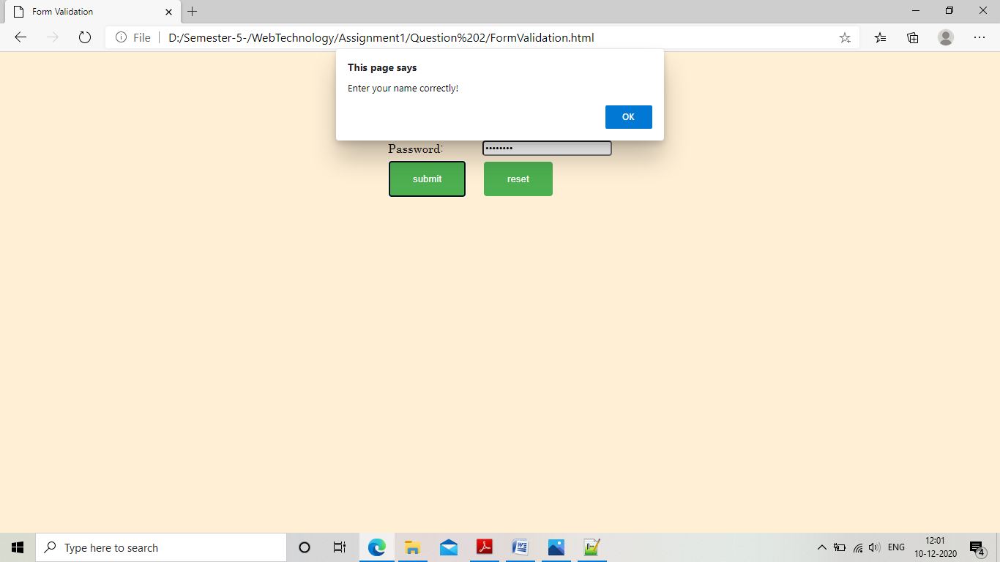 Form Validation
File D:/Semester-5-/WebTechnology/Assignment1/Question%202/FormValidation.html
This page says
Enter your name correctly!
OK
Password: ••••••••
submit reset
Type here to search
ENG
12:01
10-12-2020
4